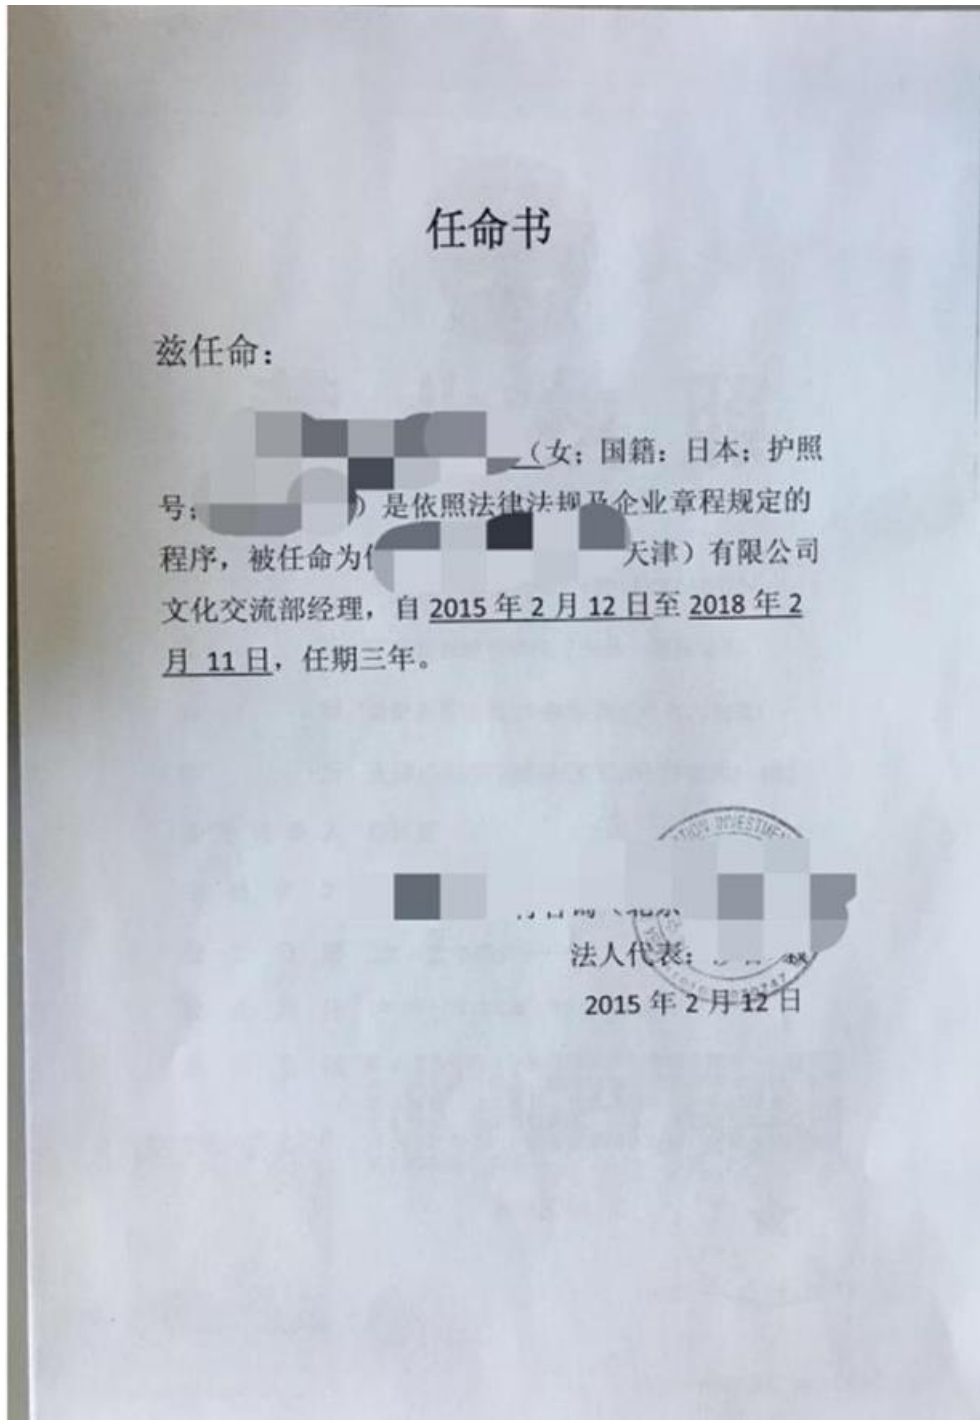 任命书
兹任命：
（女；国籍：日本；护照
号：）是依照法律法规及企业章程规定的
程序，被任命为天津）有限公司
文化交流部经理，自 2015 年 2 月 12 日至 2018 年 2
月 11 日，任期三年。
INVESTME
法人代表：
2015 年 2 月 12 日